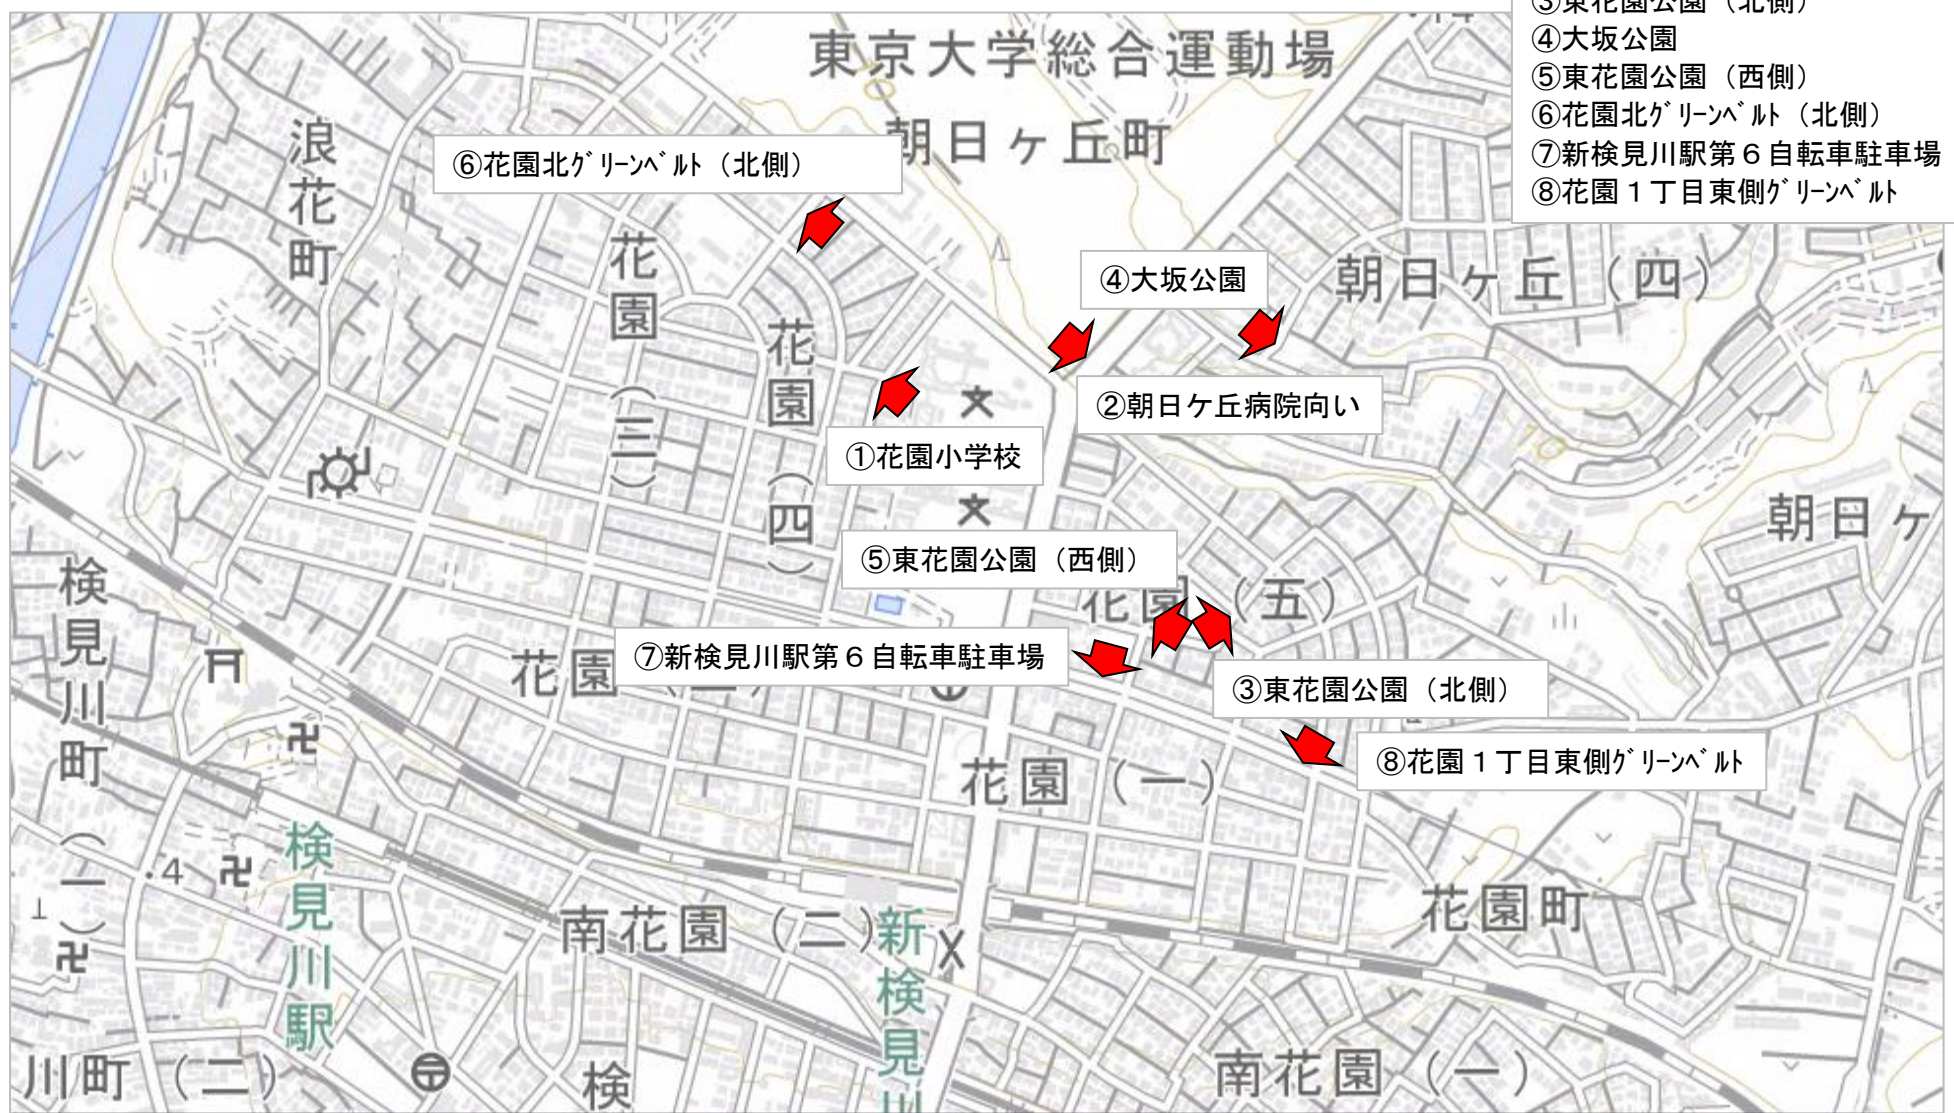 ③東花園公園（北側）
④大坂公園
⑤東花園公園（西側）
⑥花園北ｸﾞﾘｰﾝﾍﾞﾙﾄ（北側）
⑦新検見川駅第６自転車駐車場
⑧花園１丁目東側ｸﾞﾘｰﾝﾍﾞﾙﾄ
東京大学総合運動場
朝日ヶ丘町
⑥花園北ｸﾞﾘｰﾝﾍﾞﾙﾄ（北側）
浪花町
花園（三）
花園（四）
④大坂公園
朝日ヶ丘（四）
②朝日ケ丘病院向い
①花園小学校
朝日ヶ
⑤東花園公園（西側）
花園（五）
⑦新検見川駅第６自転車駐車場
花園
③東花園公園（北側）
⑧花園１丁目東側ｸﾞﾘｰﾝﾍﾞﾙﾄ
花園（一）
検見川町（一）
・4
検見川駅
南花園（二）
新検見川
花園町
川町（二）
検
南花園（一）